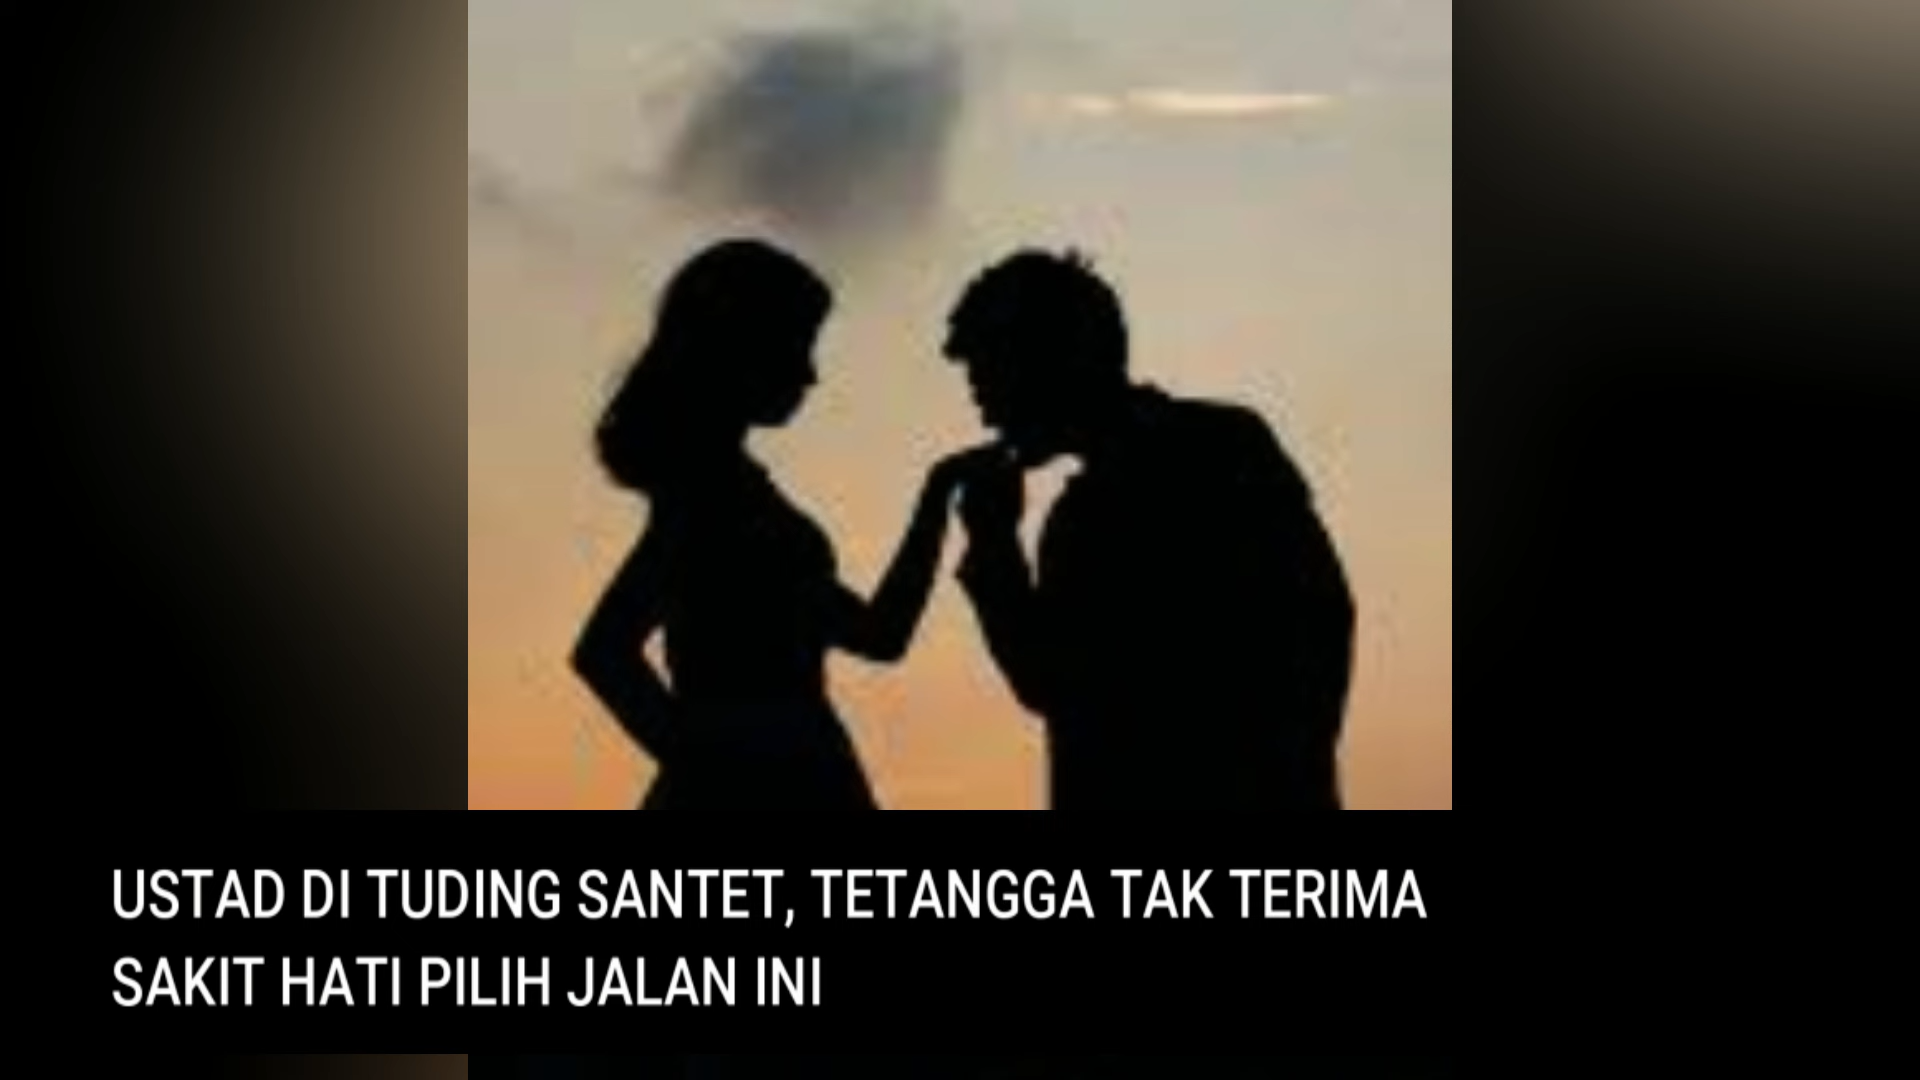 USTAD DI TUDING SANTET, TETANGGA TAK TERIMA
SAKIT HATI PILIH JALAN INI